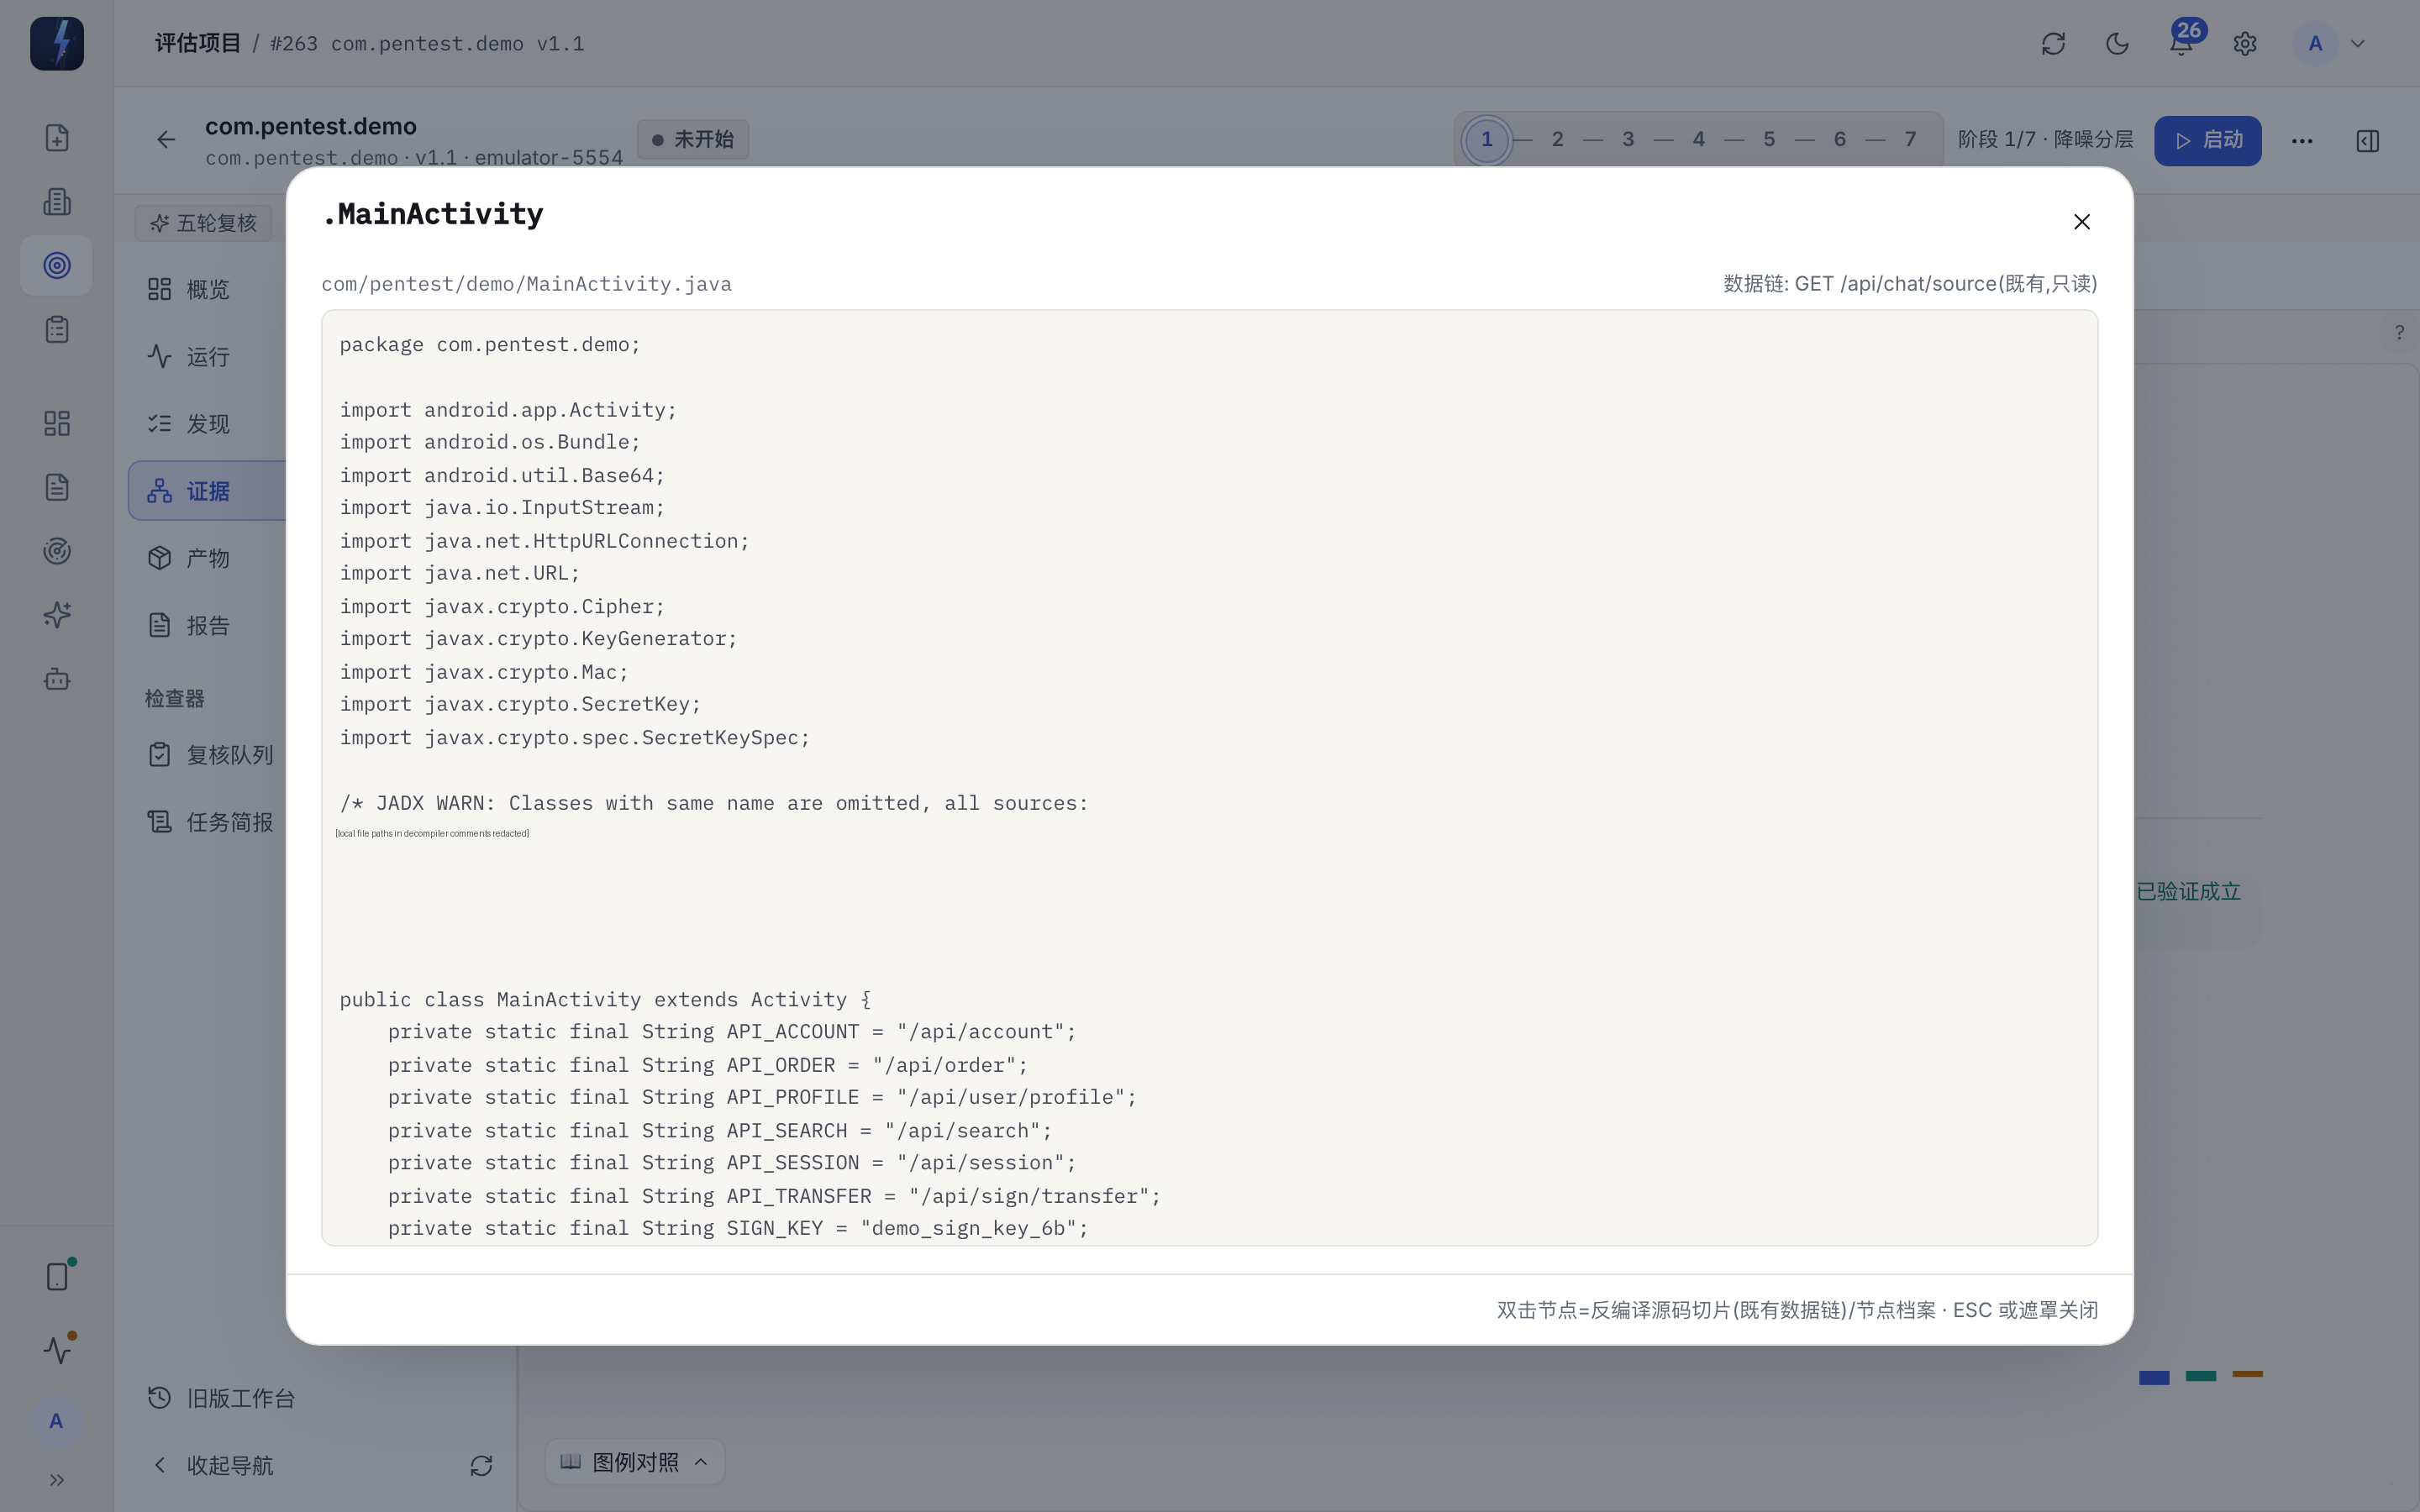 评估项目 / #263 com.pentest.demo v1.1
26
A
com.pentest.demo
com.pentest.demo · v1.1 · emulator-5554
未开始
1 — 2 — 3 — 4 — 5 — 6 — 7
阶段 1/7 · 降噪分层
启动
五轮复核
概览
运行
发现
证据
产物
报告
检查器
复核队列
任务简报
旧版工作台
收起导航
A
.MainActivity
com/pentest/demo/MainActivity.java
数据链: GET /api/chat/source(既有,只读)
package com.pentest.demo;
import android.app.Activity;
import android.os.Bundle;
import android.util.Base64;
import java.io.InputStream;
import java.net.HttpURLConnection;
import java.net.URL;
import javax.crypto.Cipher;
import javax.crypto.KeyGenerator;
import javax.crypto.Mac;
import javax.crypto.SecretKey;
import javax.crypto.spec.SecretKeySpec;
/* JADX WARN: Classes with same name are omitted, all sources:
[local file paths in decompiler comments redacted]
public class MainActivity extends Activity {
    private static final String API_ACCOUNT = "/api/account";
    private static final String API_ORDER = "/api/order";
    private static final String API_PROFILE = "/api/user/profile";
    private static final String API_SEARCH = "/api/search";
    private static final String API_SESSION = "/api/session";
    private static final String API_TRANSFER = "/api/sign/transfer";
    private static final String SIGN_KEY = "demo_sign_key_6b";
双击节点=反编译源码切片(既有数据链)/节点档案 · ESC 或遮罩关闭
?
已验证成立
图例对照